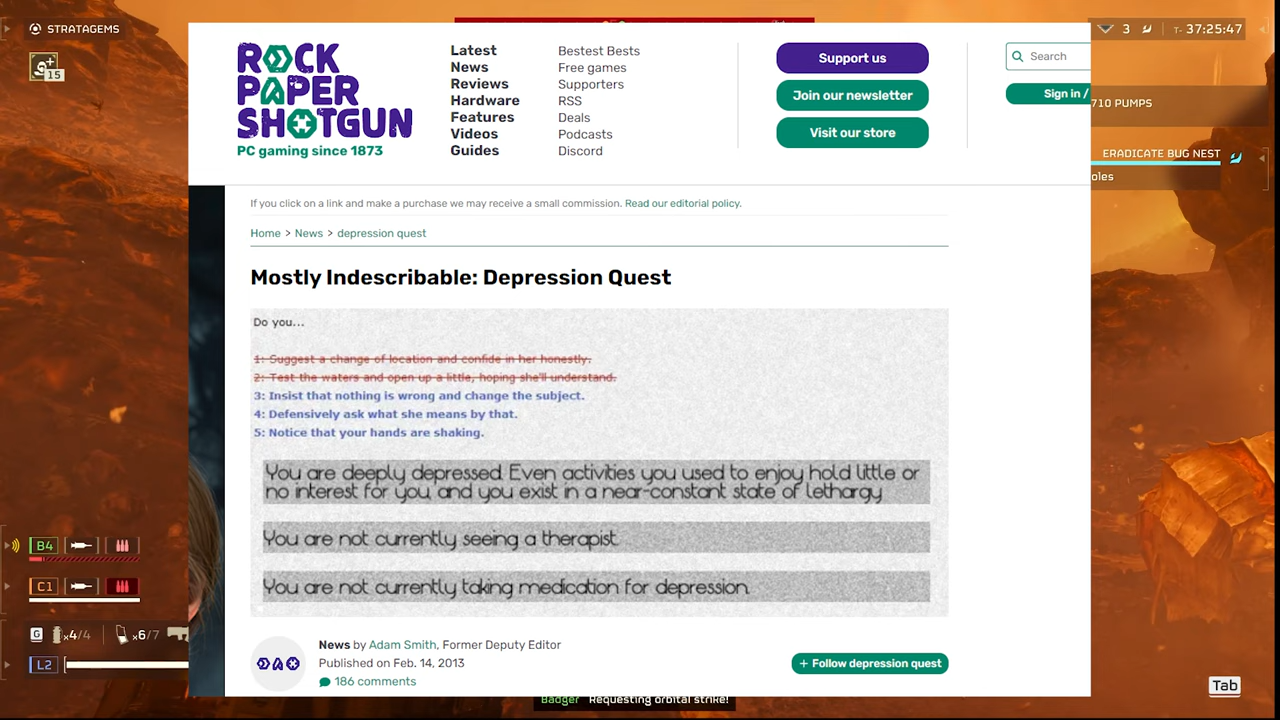 STRATAGEMS
15
3
T- 37:25:47
710 PUMPS
ERADICATE BUG NEST
oles
ROCK
PAPER
SHOTGUN
PC gaming since 1873
Latest
News
Reviews
Hardware
Features
Videos
Guides
Bestest Bests
Free games
Supporters
RSS
Deals
Podcasts
Discord
Support us
Join our newsletter
Visit our store
Search
Sign in /
If you click on a link and make a purchase we may receive a small commission. Read our editorial policy.
Home > News > depression quest
Mostly Indescribable: Depression Quest
Do you...
1: Suggest a change of location and confide in her honestly.
2: Test the waters and open up a little, hoping she'll understand.
3: Insist that nothing is wrong and change the subject.
4: Defensively ask what she means by that.
5: Notice that your hands are shaking.
You are deeply depressed. Even activities you used to enjoy hold little or
no interest for you, and you exist in a near-constant state of lethargy
You are not currently seeing a therapist.
You are not currently taking medication for depression.
News by Adam Smith, Former Deputy Editor
Published on Feb. 14, 2013
186 comments
+ Follow depression quest
B4
C1
G x4/4 x6/7
L2
Badger Requesting orbital strike!
Tab